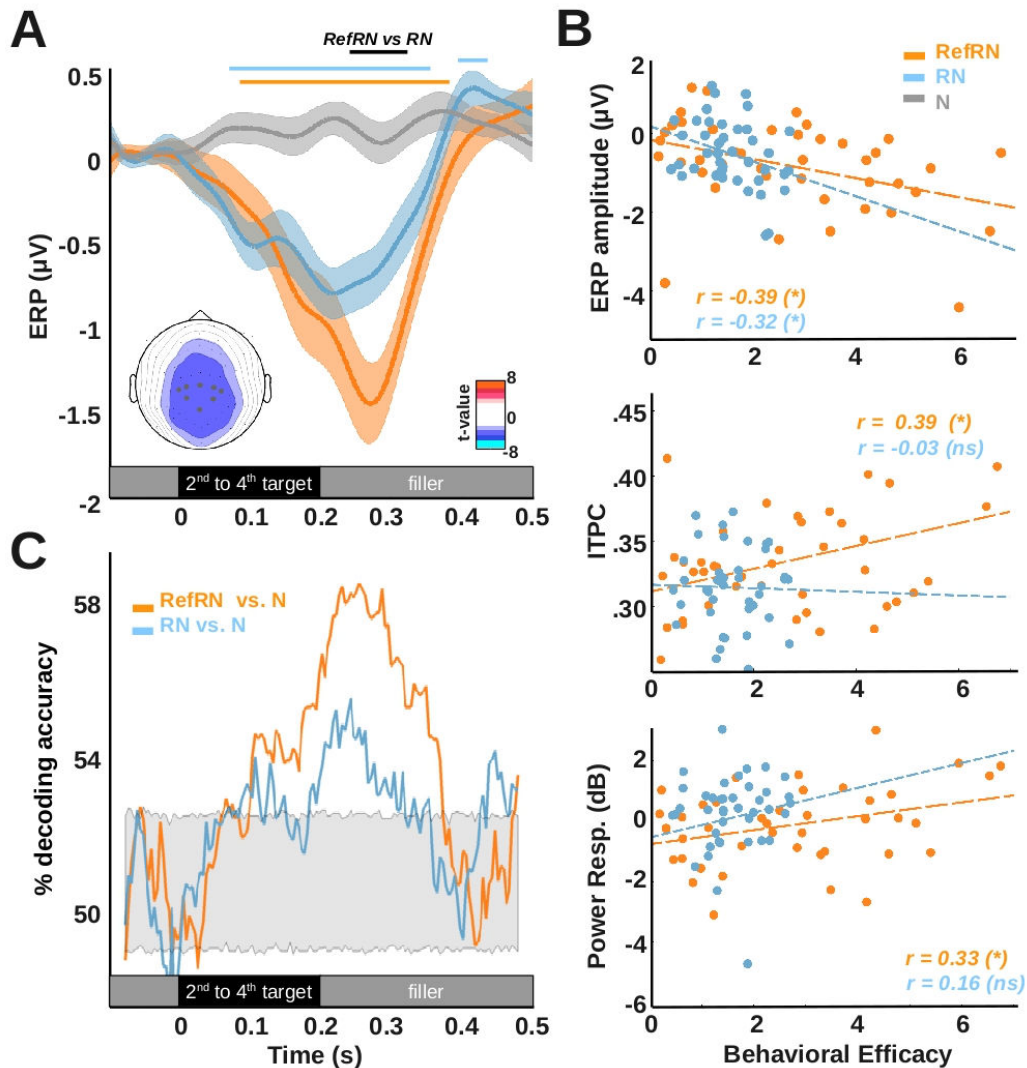 A
RefRN vs RN
0.5
0
-0.5
-1
-1.5
-2
ERP (μV)
t-value
8
0
-8
2nd to 4th target
filler
0
0.1
0.2
0.3
0.4
0.5
B
RefRN
RN
N
2
0
-2
-4
ERP amplitude (μV)
r = -0.39 (*)
r = -0.32 (*)
0
2
4
6
.45
.40
.35
.30
ITPC
r = 0.39 (*)
r = -0.03 (ns)
0
2
4
6
2
0
-2
-4
-6
Power Resp. (dB)
r = 0.33 (*)
r = 0.16 (ns)
0
2
4
6
Behavioral Efficacy
C
RefRN vs. N
RN vs. N
58
54
50
% decoding accuracy
2nd to 4th target
filler
0
0.1
0.2
0.3
0.4
0.5
Time (s)